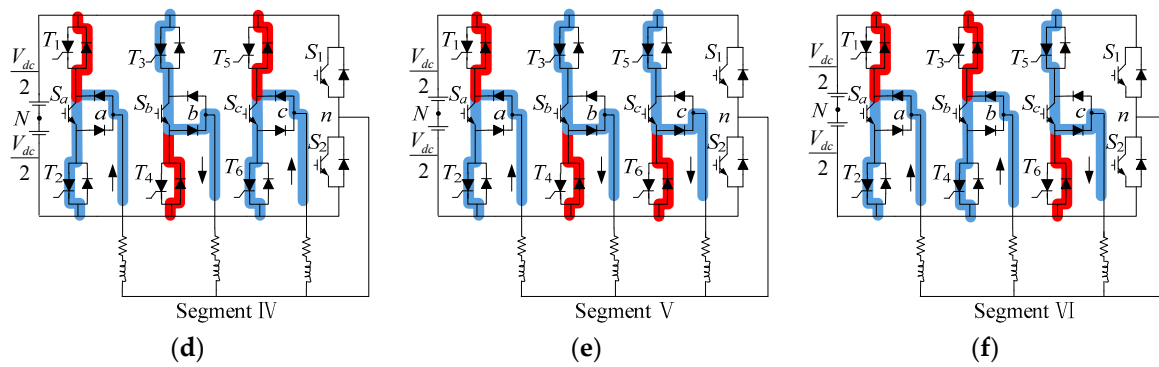 T1 T3 T5 S1
Vdc/2
Sa Sb Sc
N a b c n
Vdc/2
S2
T2 T4 T6
Segment IV
(d)
T1 T3 T5 S1
Vdc/2
Sa Sb Sc
N a b c n
Vdc/2
S2
T2 T4 T6
Segment V
(e)
T1 T3 T5 S1
Vdc/2
Sa Sb Sc
N a b c n
Vdc/2
S2
T2 T4 T6
Segment VI
(f)